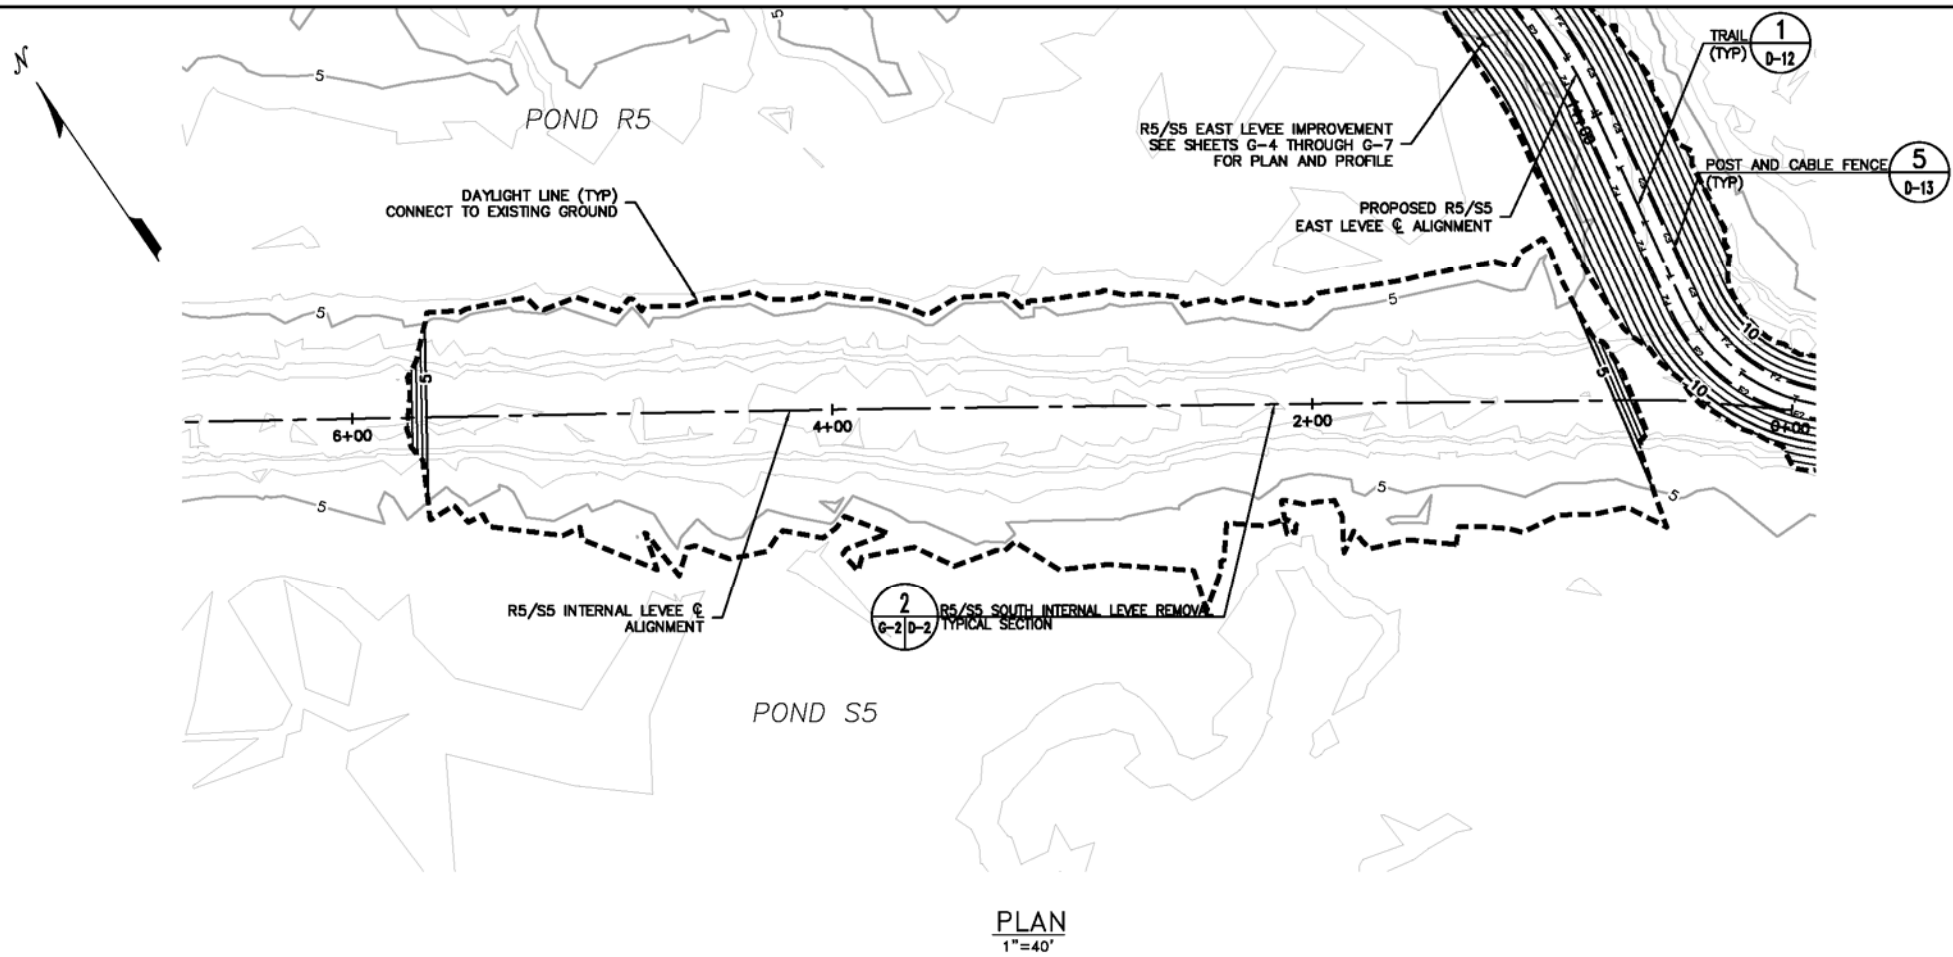 N
5
5
POND R5
TRAIL
(TYP)
1
D-12
R5/S5 EAST LEVEE IMPROVEMENT
SEE SHEETS G-4 THROUGH G-7
FOR PLAN AND PROFILE
POST AND CABLE FENCE
(TYP)
5
D-13
DAYLIGHT LINE (TYP)
CONNECT TO EXISTING GROUND
PROPOSED R5/S5
EAST LEVEE ℄ ALIGNMENT
5
5
10
5
5
10
6+00
4+00
2+00
0+00
5
5
5
R5/S5 INTERNAL LEVEE ℄
ALIGNMENT
2
G-2 D-2
R5/S5 SOUTH INTERNAL LEVEE REMOVAL
TYPICAL SECTION
POND S5
PLAN
1"=40'